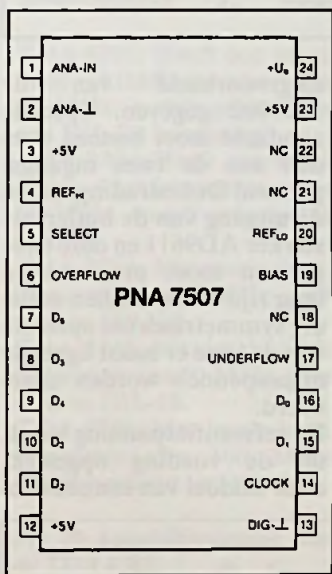 1 ANA-IN +U_B 24
2 ANA-⊥ +5V 23
3 +5V NC 22
4 REF_HI NC 21
5 SELECT REF_LO 20
6 OVERFLOW BIAS 19
PNA 7507
7 D₆ NC 18
8 D₅ UNDERFLOW 17
9 D₄ D₀ 16
10 D₃ D₁ 15
11 D₂ CLOCK 14
12 +5V DIG-⊥ 13